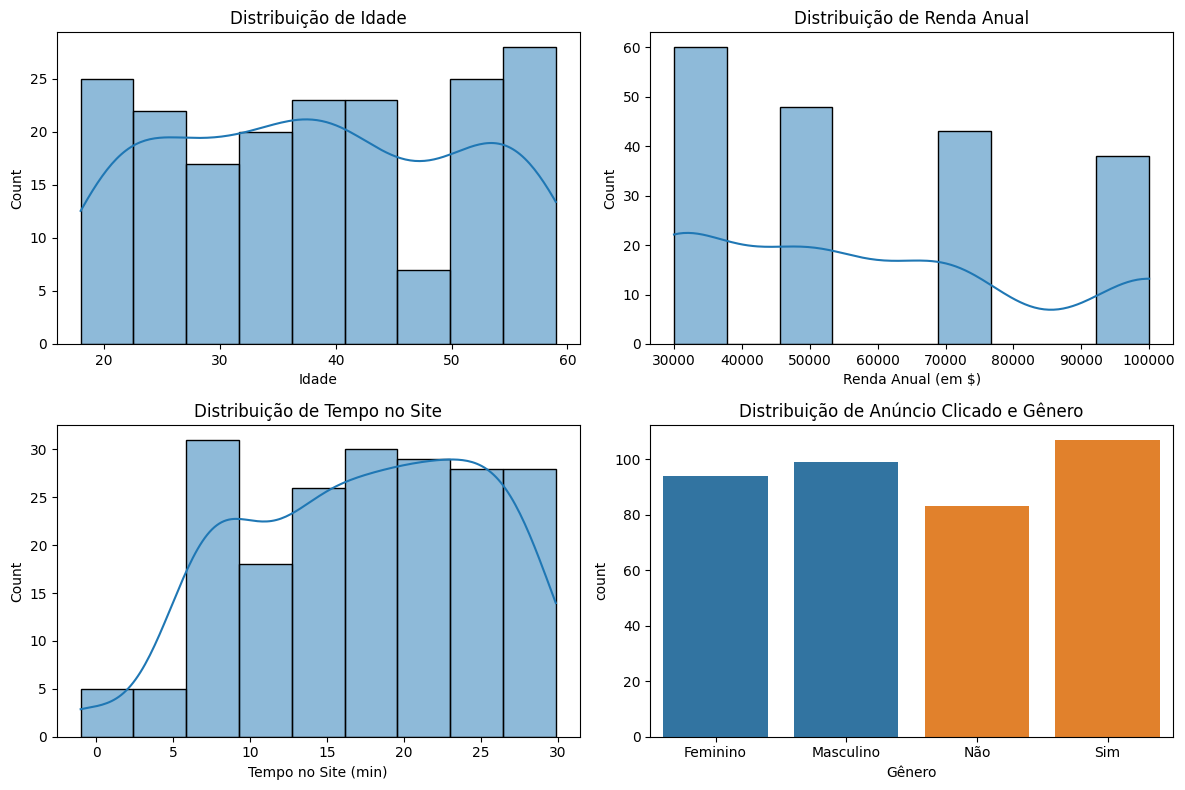 Distribuição de Idade
Count
25
20
15
10
5
0
20 30 40 50 60
Idade
Distribuição de Renda Anual
Count
60
50
40
30
20
10
0
30000 40000 50000 60000 70000 80000 90000 100000
Renda Anual (em $)
Distribuição de Tempo no Site
Count
30
25
20
15
10
5
0
0 5 10 15 20 25 30
Tempo no Site (min)
Distribuição de Anúncio Clicado e Gênero
count
100
80
60
40
20
0
Feminino Masculino Não Sim
Gênero